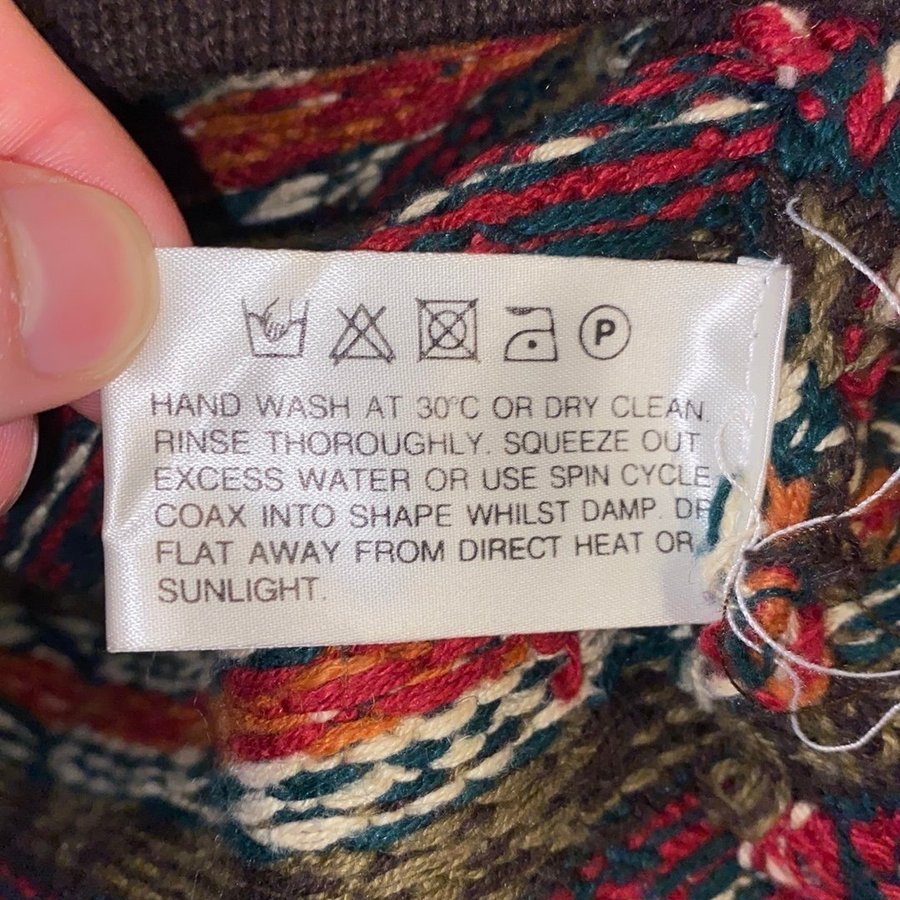 P
HAND WASH AT 30°C OR DRY CLEAN.
RINSE THOROUGHLY. SQUEEZE OUT
EXCESS WATER OR USE SPIN CYCLE.
COAX INTO SHAPE WHILST DAMP.
FLAT AWAY FROM DIRECT HEAT OR
SUNLIGHT.